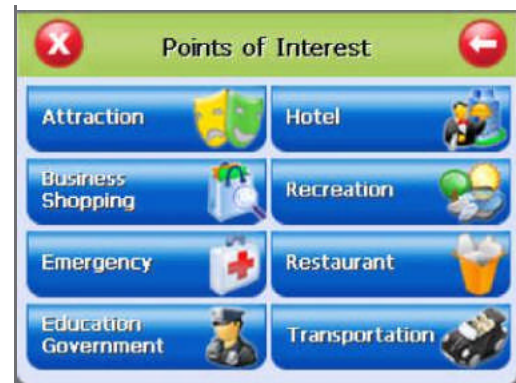 Points of Interest
Attraction
Hotel
Business
Shopping
Recreation
Emergency
Restaurant
Education
Government
Transportation